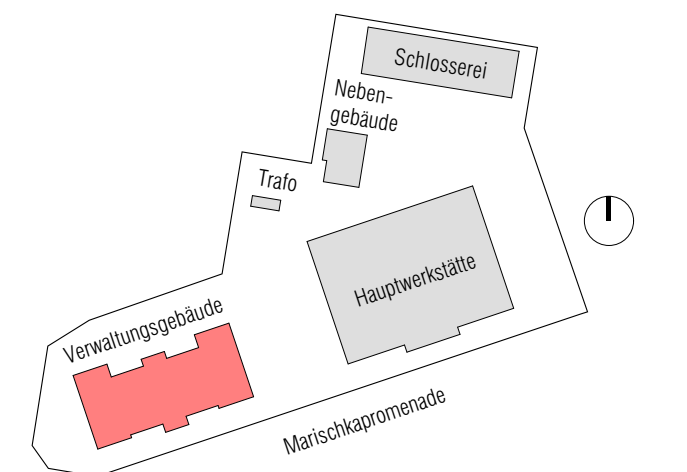 Schlosserei
Neben-
gebäude
Trafo
Hauptwerkstätte
Verwaltungsgebäude
Marischkapromenade